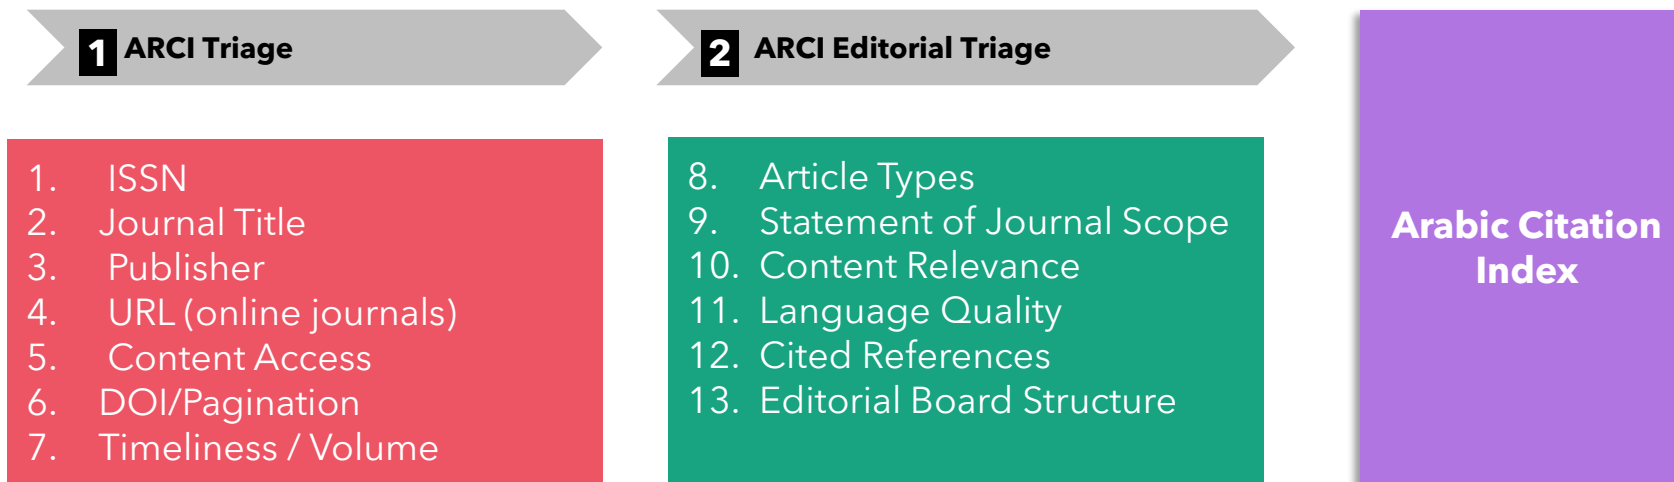 1 ARCI Triage
2 ARCI Editorial Triage
1. ISSN
2. Journal Title
3. Publisher
4. URL (online journals)
5. Content Access
6. DOI/Pagination
7. Timeliness / Volume
8. Article Types
9. Statement of Journal Scope
10. Content Relevance
11. Language Quality
12. Cited References
13. Editorial Board Structure
Arabic Citation
Index